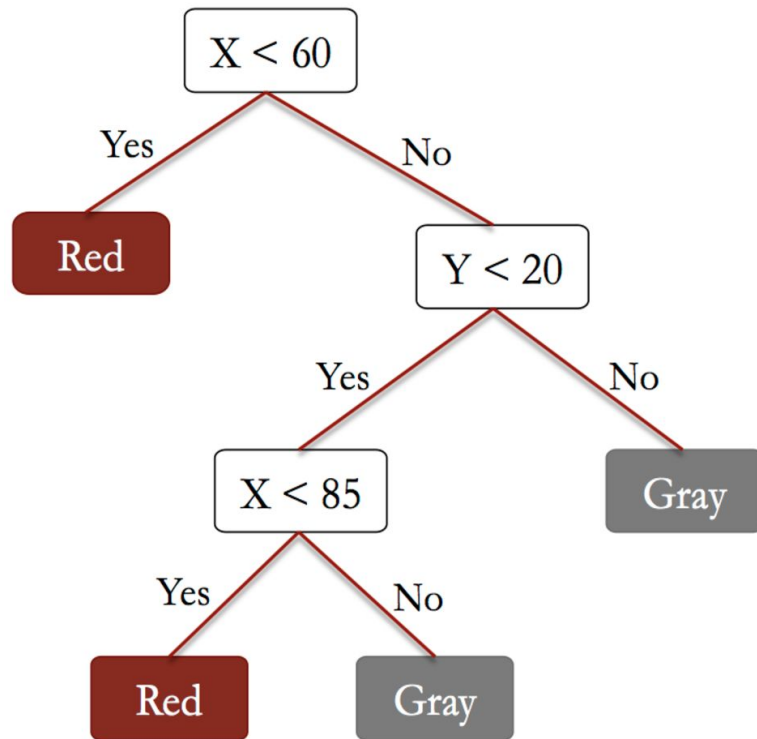 X < 60
Yes
No
Red
Y < 20
Yes
No
X < 85
Gray
Yes
No
Red
Gray